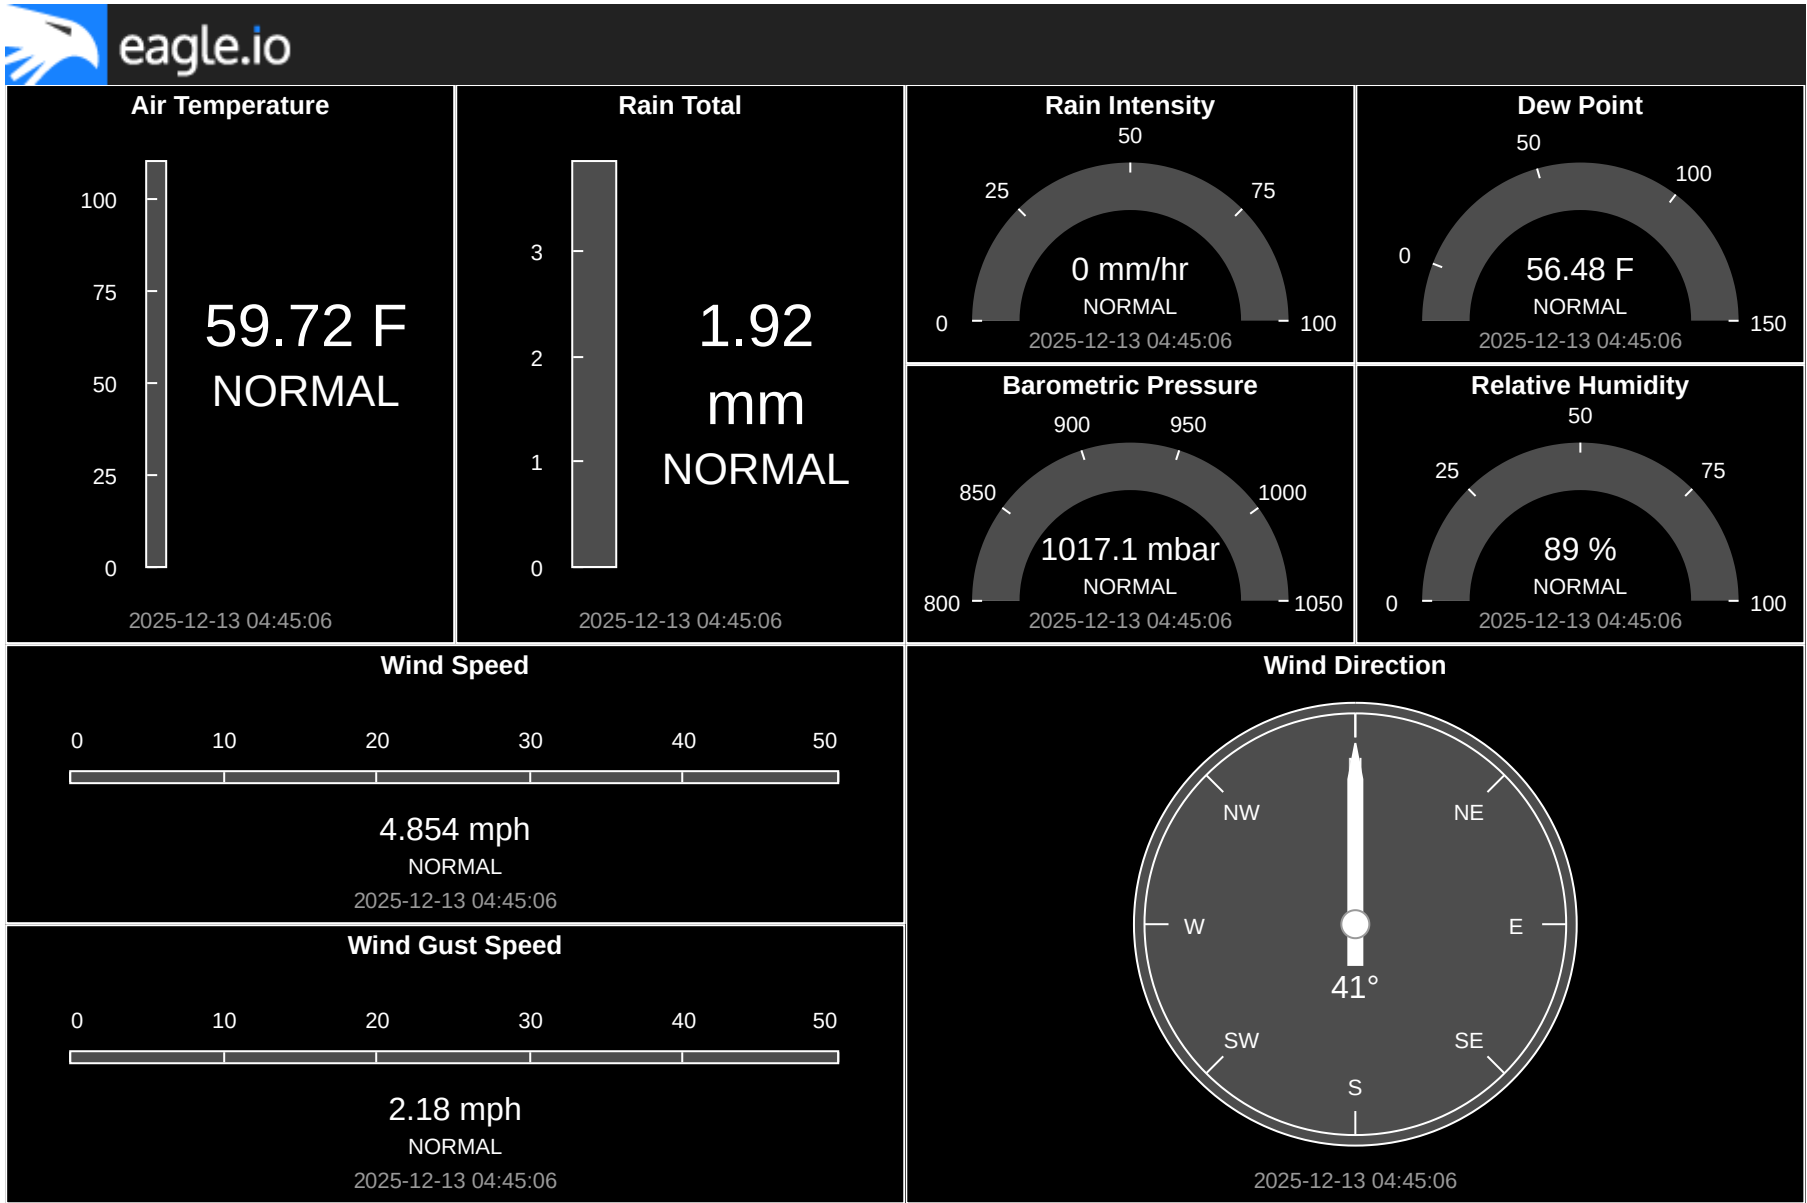 eagle.io
Air Temperature
100
75
50
25
0
59.72 F
NORMAL
2025-12-13 04:45:06
Rain Total
3
2
1
0
1.92
mm
NORMAL
2025-12-13 04:45:06
Rain Intensity
50
25
75
0
100
0 mm/hr
NORMAL
2025-12-13 04:45:06
Dew Point
50
100
0
150
56.48 F
NORMAL
2025-12-13 04:45:06
Barometric Pressure
900
950
850
1000
800
1050
1017.1 mbar
NORMAL
2025-12-13 04:45:06
Relative Humidity
50
25
75
0
100
89 %
NORMAL
2025-12-13 04:45:06
Wind Speed
0 10 20 30 40 50
4.854 mph
NORMAL
2025-12-13 04:45:06
Wind Gust Speed
0 10 20 30 40 50
2.18 mph
NORMAL
2025-12-13 04:45:06
Wind Direction
NW NE
W E
41°
SW SE
S
2025-12-13 04:45:06